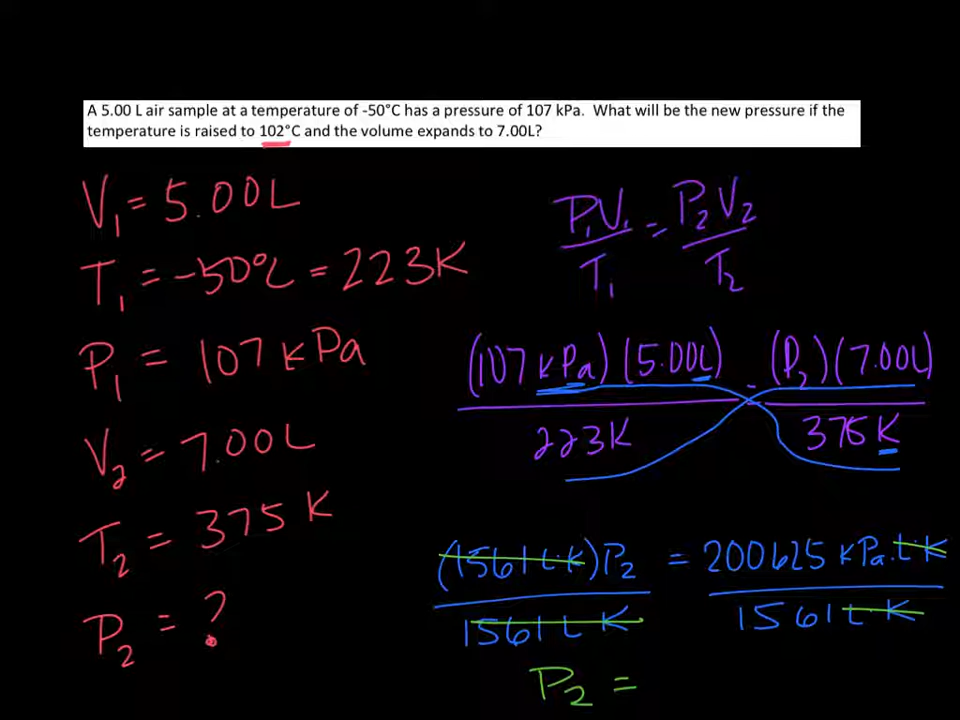 A 5.00 L air sample at a temperature of -50°C has a pressure of 107 kPa. What will be the new pressure if the
temperature is raised to 102°C and the volume expands to 7.00L?
V₁ = 5.00L
T₁ = -50°C = 223K
P₁ = 107 kPa
V₂ = 7.00L
T₂ = 375 K
P₂ = ?
P₁V₁ = P₂V₂
T₁ T₂
(107 kPa)(5.00L) = (P₂)(7.00L)
223K 375K
(1561 L·K)P₂ = 200625 kPa·L·K
1561 L K 1561 L K
P₂ =